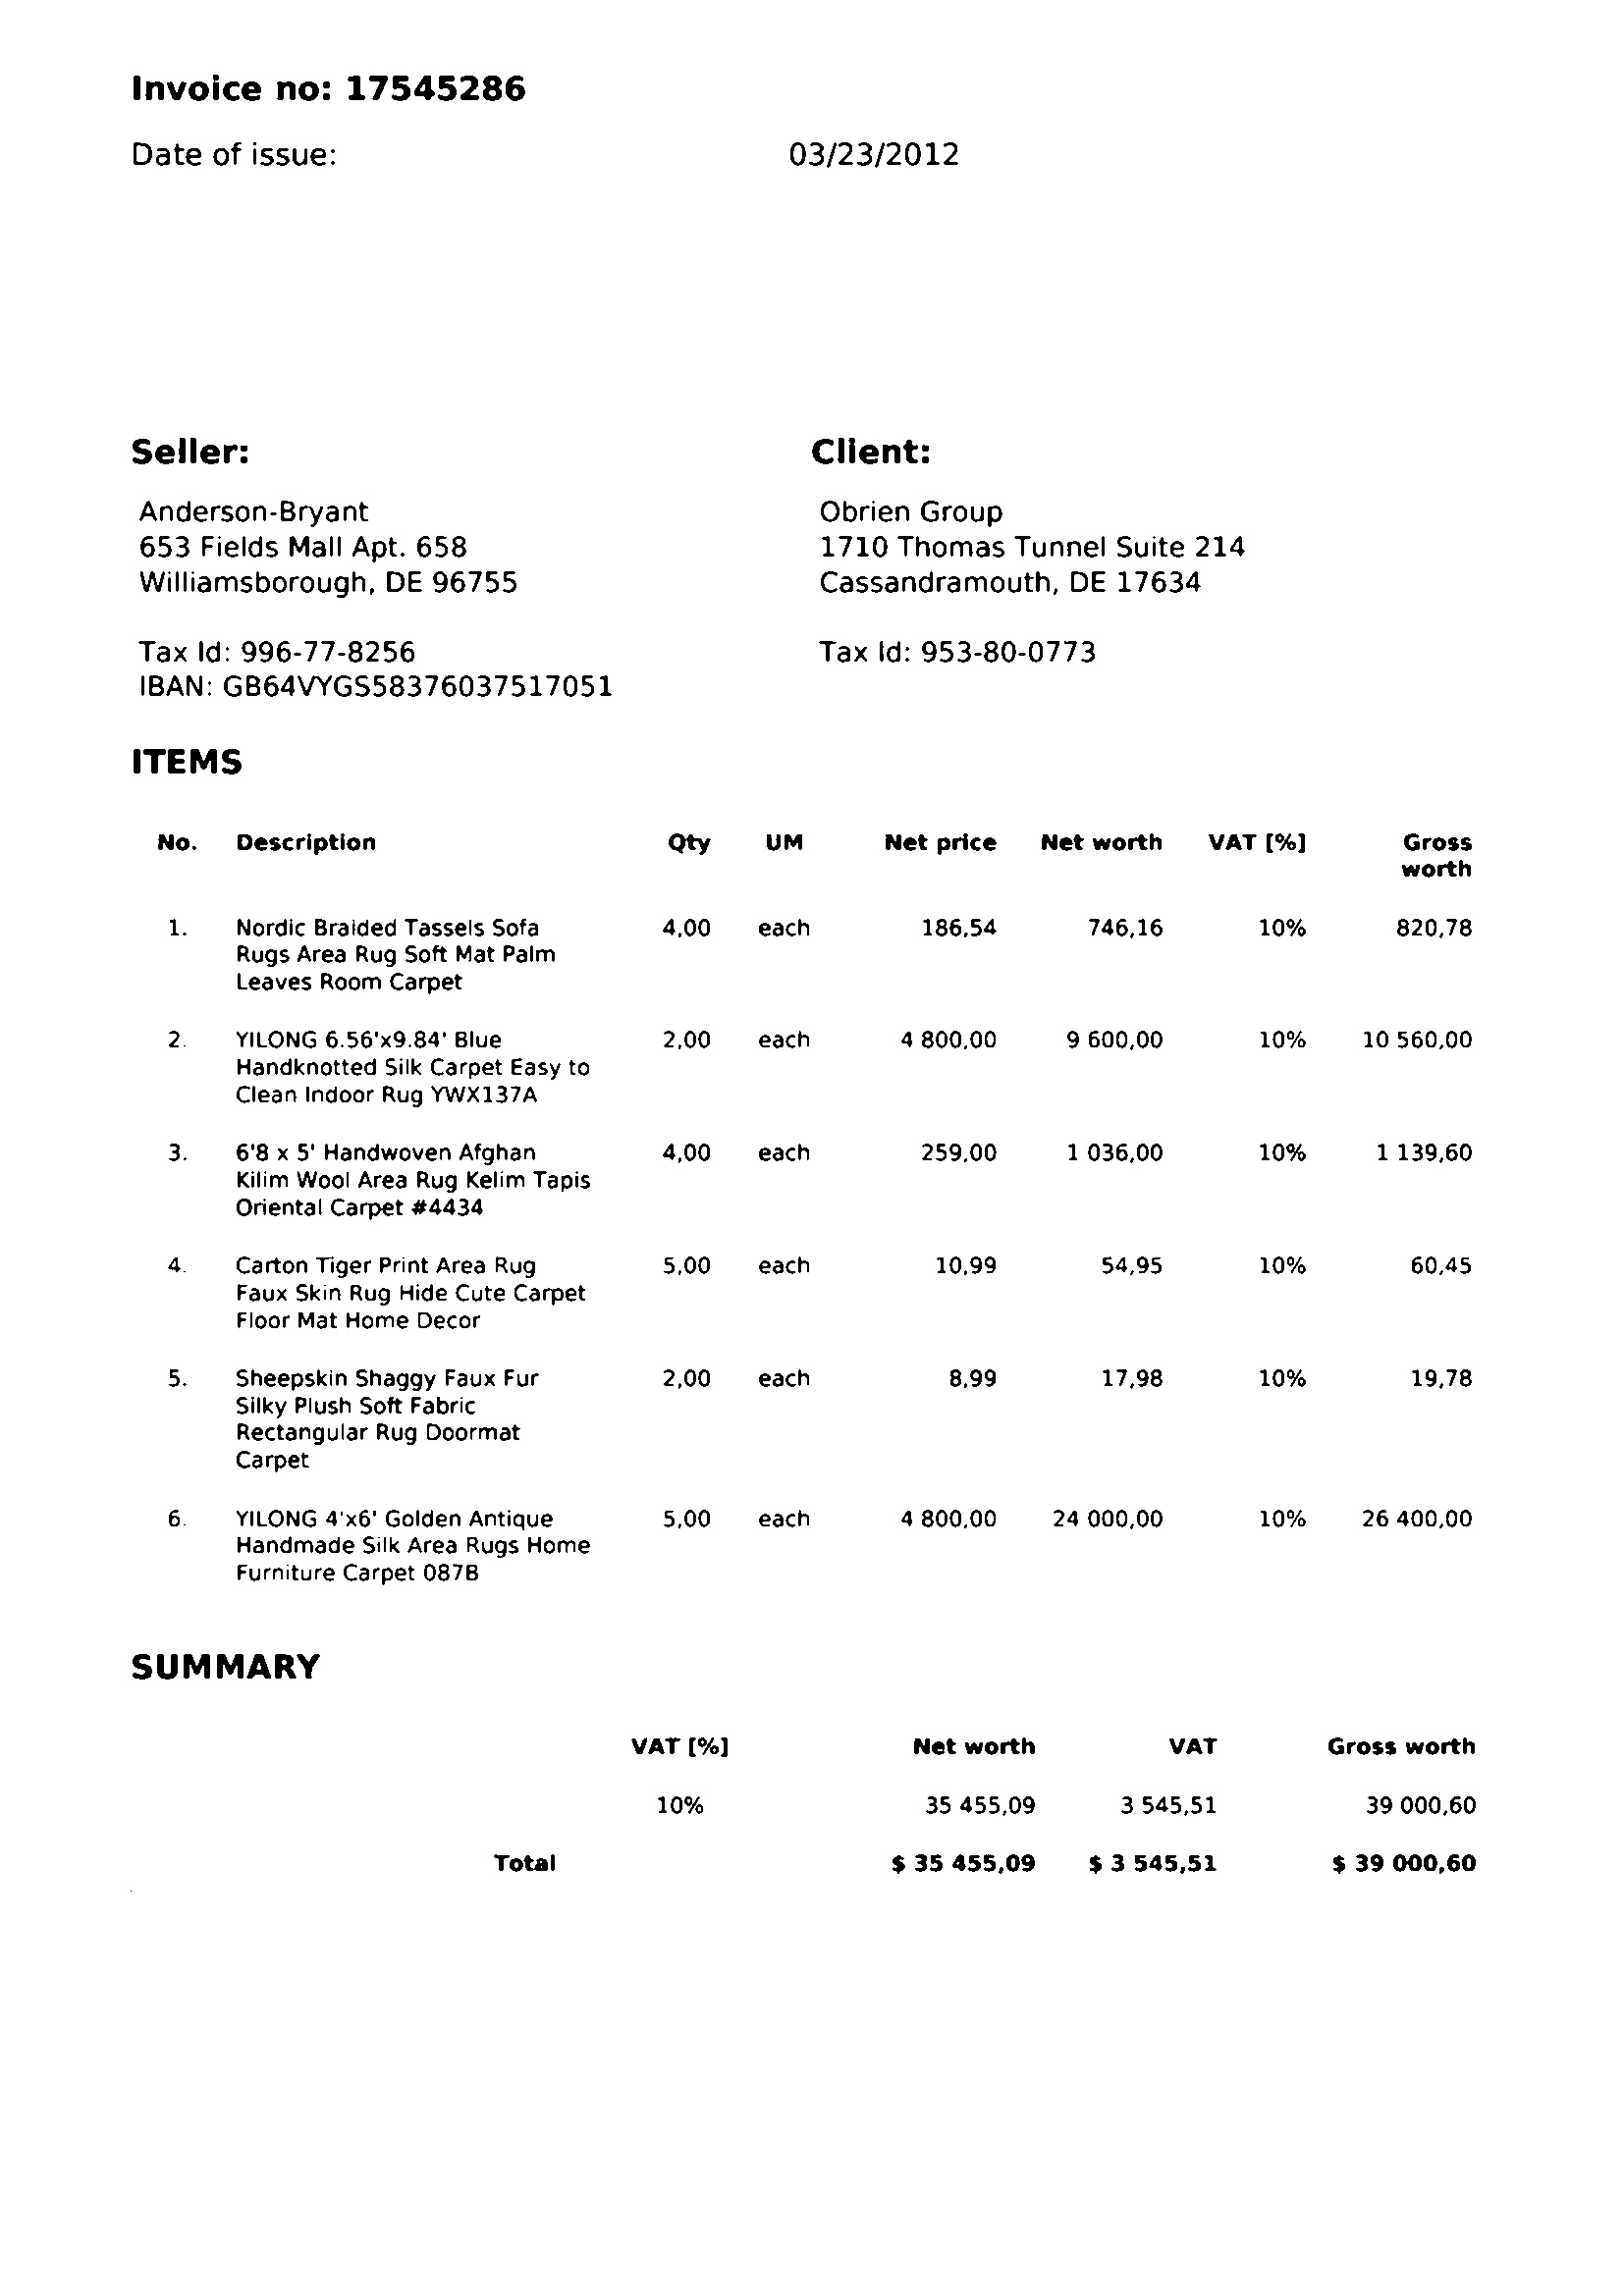 Invoice no: 17545286
Date of issue: 03/23/2012
Seller:
Anderson-Bryant
653 Fields Mall Apt. 658
Williamsborough, DE 96755
Tax Id: 996-77-8256
IBAN: GB64VYGS58376037517051
Client:
Obrien Group
1710 Thomas Tunnel Suite 214
Cassandramouth, DE 17634
Tax Id: 953-80-0773
ITEMS
No. Description Qty UM Net price Net worth VAT [%] Gross
worth
1. Nordic Braided Tassels Sofa 4,00 each 186,54 746,16 10% 820,78
Rugs Area Rug Soft Mat Palm
Leaves Room Carpet
2. YILONG 6.56'x9.84' Blue 2,00 each 4 800,00 9 600,00 10% 10 560,00
Handknotted Silk Carpet Easy to
Clean Indoor Rug YWX137A
3. 6'8 x 5' Handwoven Afghan 4,00 each 259,00 1 036,00 10% 1 139,60
Kilim Wool Area Rug Kelim Tapis
Oriental Carpet #4434
4. Carton Tiger Print Area Rug 5,00 each 10,99 54,95 10% 60,45
Faux Skin Rug Hide Cute Carpet
Floor Mat Home Decor
5. Sheepskin Shaggy Faux Fur 2,00 each 8,99 17,98 10% 19,78
Silky Plush Soft Fabric
Rectangular Rug Doormat
Carpet
6. YILONG 4'x6' Golden Antique 5,00 each 4 800,00 24 000,00 10% 26 400,00
Handmade Silk Area Rugs Home
Furniture Carpet 087B
SUMMARY
VAT [%] Net worth VAT Gross worth
10% 35 455,09 3 545,51 39 000,60
Total $ 35 455,09 $ 3 545,51 $ 39 000,60